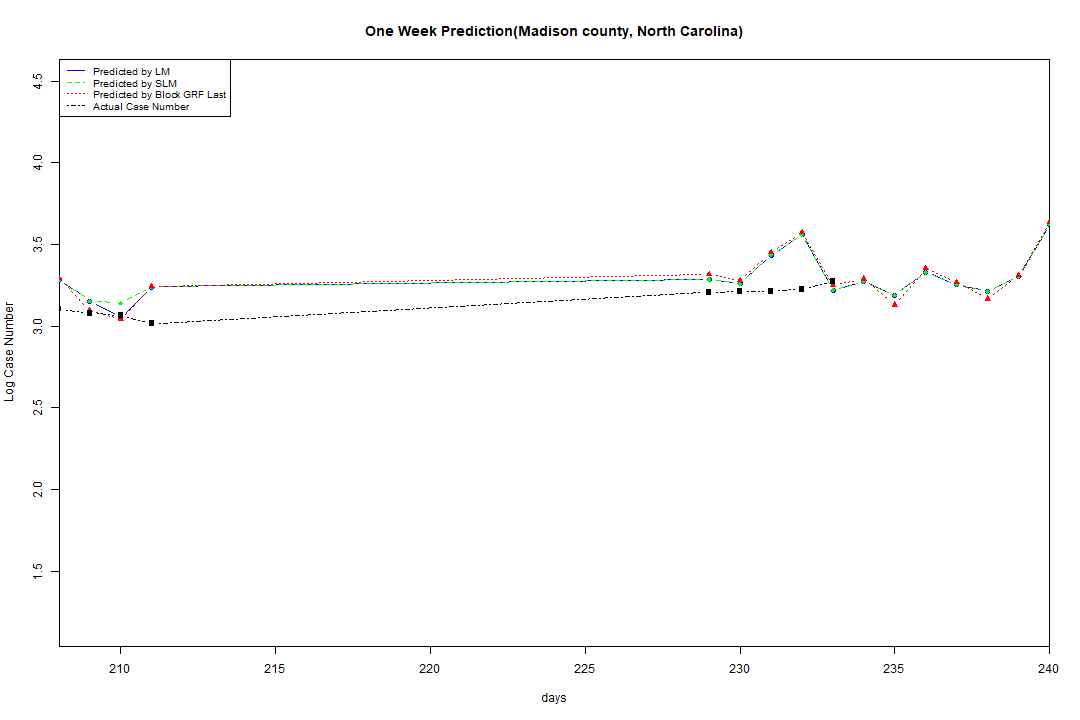 One Week Prediction(Madison county, North Carolina)
Predicted by LM
Predicted by SLM
Predicted by Block GRF Last
Actual Case Number
Log Case Number
4.5
4.0
3.5
3.0
2.5
2.0
1.5
210 215 220 225 230 235 240
days